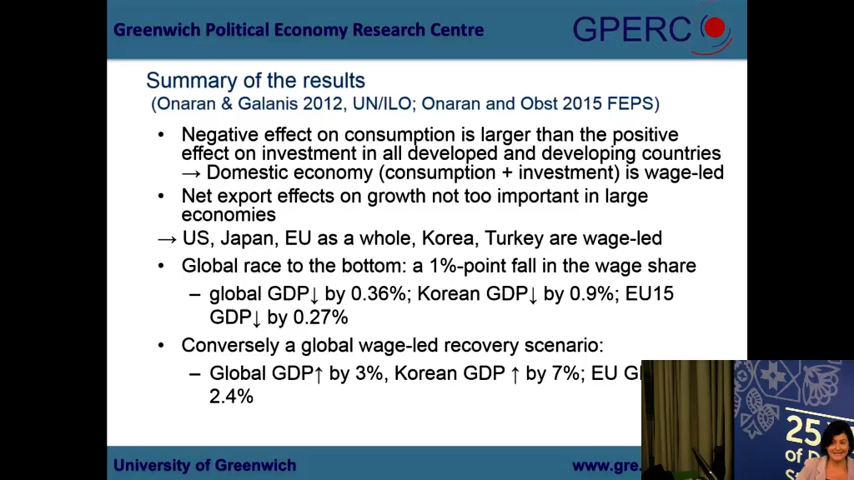 Greenwich Political Economy Research Centre
GPERC
Summary of the results
(Onaran & Galanis 2012, UN/ILO; Onaran and Obst 2015 FEPS)
• Negative effect on consumption is larger than the positive
effect on investment in all developed and developing countries
→ Domestic economy (consumption + investment) is wage-led
• Net export effects on growth not too important in large
economies
→ US, Japan, EU as a whole, Korea, Turkey are wage-led
• Global race to the bottom: a 1%-point fall in the wage share
– global GDP↓ by 0.36%; Korean GDP↓ by 0.9%; EU15
GDP↓ by 0.27%
• Conversely a global wage-led recovery scenario:
– Global GDP↑ by 3%, Korean GDP ↑ by 7%; EU
2.4%
25
of
University of Greenwich
www.gre.